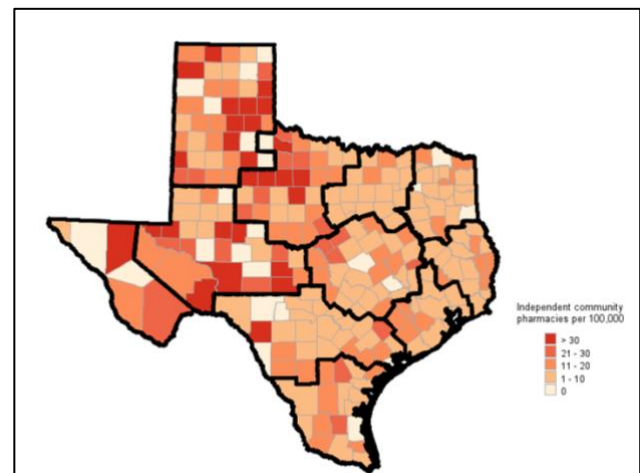 Independent community
pharmacies per 100,000
> 30
21 - 30
11 - 20
1 - 10
0